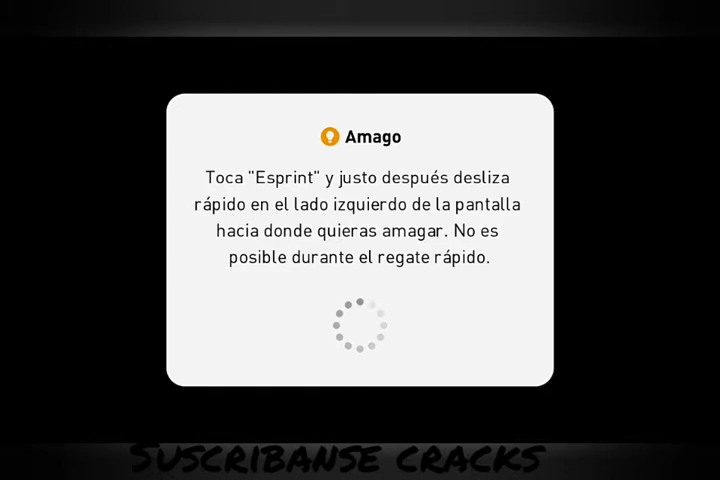 Amago
Toca "Esprint" y justo después desliza
rápido en el lado izquierdo de la pantalla
hacia donde quieras amagar. No es
posible durante el regate rápido.
Suscribanse cracks